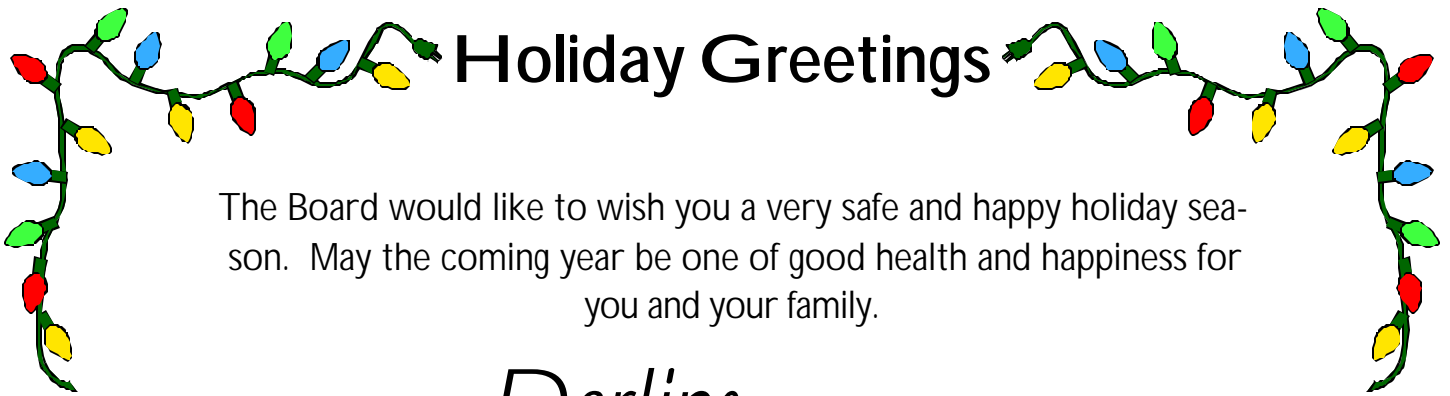 Holiday Greetings
The Board would like to wish you a very safe and happy holiday sea-
son.  May the coming year be one of good health and happiness for
you and your family.